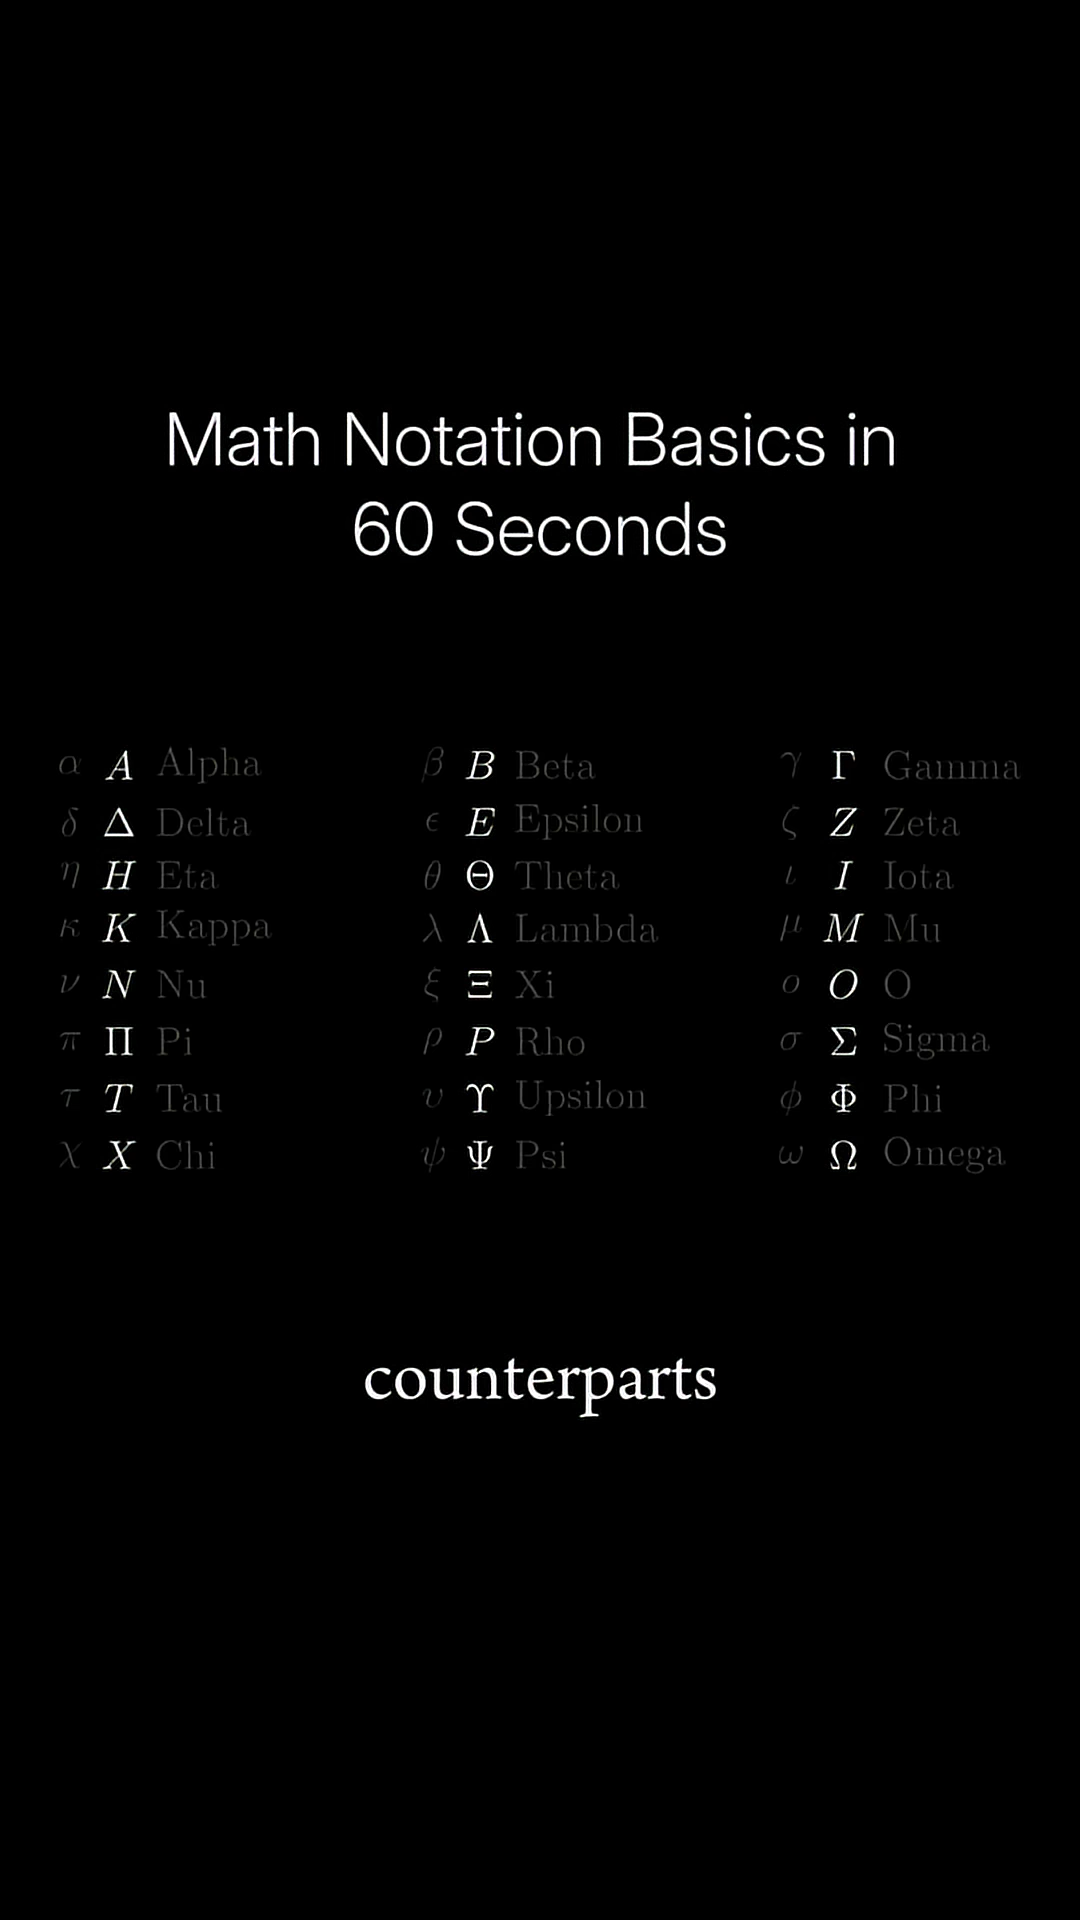 Math Notation Basics in
60 Seconds
α A Alpha β B Beta γ Γ Gamma
δ Δ Delta ϵ E Epsilon ζ Z Zeta
η H Eta θ Θ Theta ι I Iota
κ K Kappa λ Λ Lambda μ M Mu
ν N Nu ξ Ξ Xi o O O
π Π Pi ρ P Rho σ Σ Sigma
τ T Tau υ ϒ Upsilon ϕ Φ Phi
χ X Chi ψ Ψ Psi ω Ω Omega
counterparts